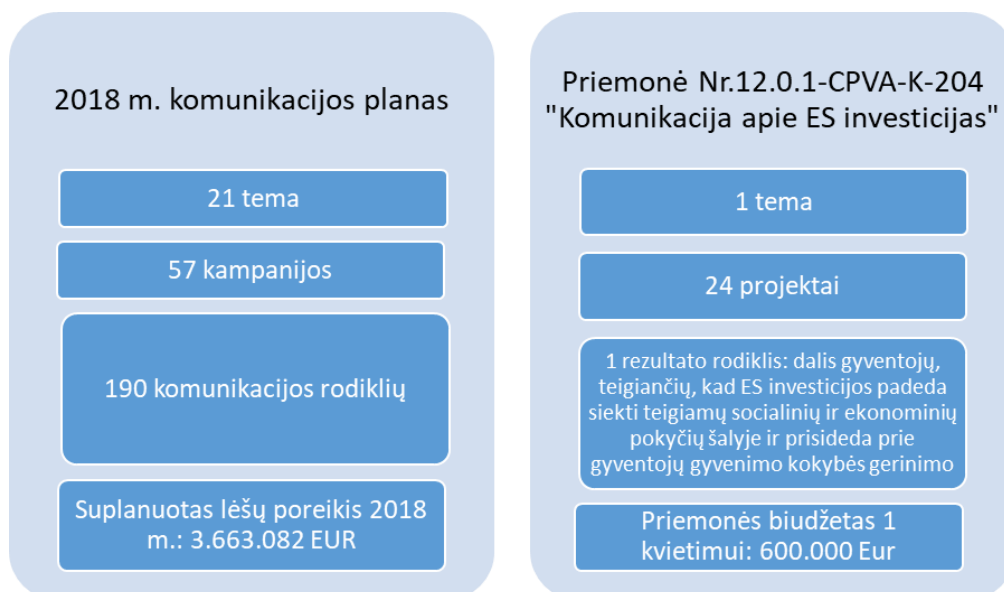 2018 m. komunikacijos planas
21 tema
57 kampanijos
190 komunikacijos rodiklių
Suplanuotas lėšų poreikis 2018
m.: 3.663.082 EUR
Priemonė Nr.12.0.1-CPVA-K-204
"Komunikacija apie ES investicijas"
1 tema
24 projektai
1 rezultato rodiklis: dalis gyventojų,
teigiančių, kad ES investicijos padeda
siekti teigiamų socialinių ir ekonominių
pokyčių šalyje ir prisideda prie
gyventojų gyvenimo kokybės gerinimo
Priemonės biudžetas 1
kvietimui: 600.000 Eur